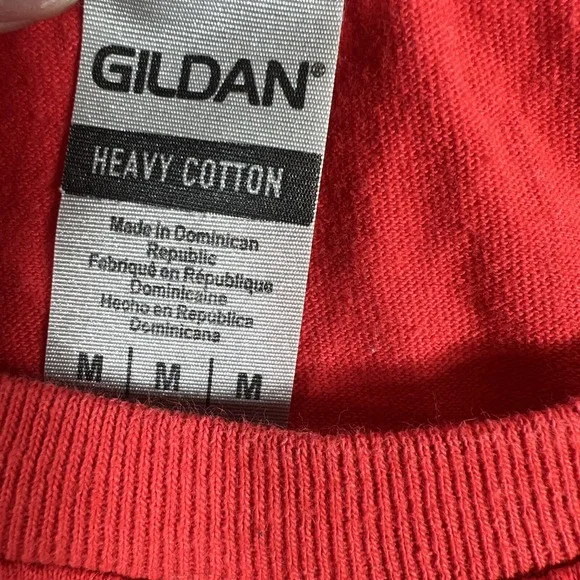 GILDAN®
HEAVY COTTON
Made in Dominican
Republic
Fabriqué en République
Dominicaine
Hecho en Republica
Dominicana
M | M | M